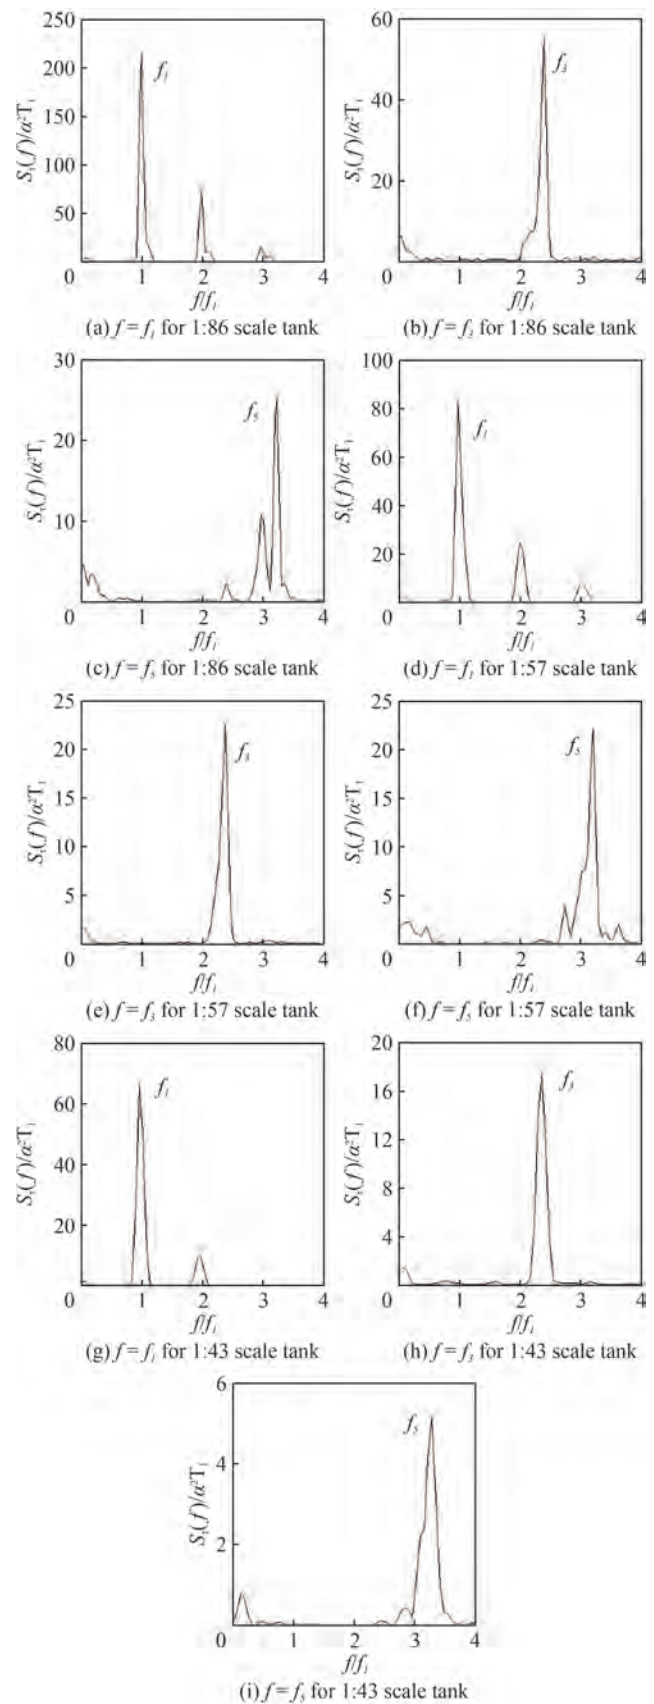 250
200
150
100
50
0
S₁(f)/α²T₁
f₁
1 2 3 4
f/f₁
(a) f = f₁ for 1:86 scale tank
60
40
20
0
S₁(f)/α²T₁
f₃
1 2 3 4
f/f₁
(b) f = f₃ for 1:86 scale tank
30
20
10
0
S₁(f)/α²T₁
f₅
1 2 3 4
f/f₁
(c) f = f₅ for 1:86 scale tank
100
80
60
40
20
0
S₁(f)/α²T₁
f₁
1 2 3 4
f/f₁
(d) f = f₁ for 1:57 scale tank
25
20
15
10
5
0
S₁(f)/α²T₁
f₃
1 2 3 4
f/f₁
(e) f = f₃ for 1:57 scale tank
25
20
15
10
5
0
S₁(f)/α²T₁
f₅
1 2 3 4
f/f₁
(f) f = f₅ for 1:57 scale tank
80
60
40
10
0
S₁(f)/α²T₁
f₁
1 2 3 4
f/f₁
(g) f = f₁ for 1:43 scale tank
20
16
12
8
4
0
S₁(f)/α²T₁
f₃
1 2 3 4
f/f₁
(h) f = f₃ for 1:43 scale tank
6
4
2
0
S₁(f)/α²T₁
f₅
1 2 3 4
f/f₁
(i) f = f₅ for 1:43 scale tank